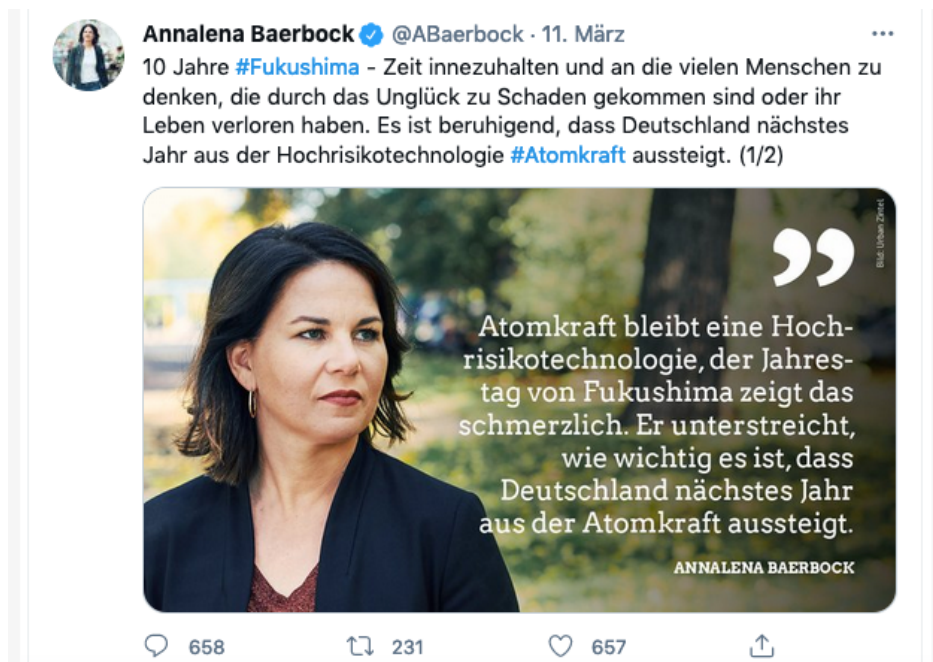 Annalena Baerbock @ABaerbock · 11. März
10 Jahre #Fukushima - Zeit innezuhalten und an die vielen Menschen zu
denken, die durch das Unglück zu Schaden gekommen sind oder ihr
Leben verloren haben. Es ist beruhigend, dass Deutschland nächstes
Jahr aus der Hochrisikotechnologie #Atomkraft aussteigt. (1/2)
Bild: Urban Zintel
Atomkraft bleibt eine Hoch-
risikotechnologie, der Jahres-
tag von Fukushima zeigt das
schmerzlich. Er unterstreicht,
wie wichtig es ist, dass
Deutschland nächstes Jahr
aus der Atomkraft aussteigt.
ANNALENA BAERBOCK
658 231 657